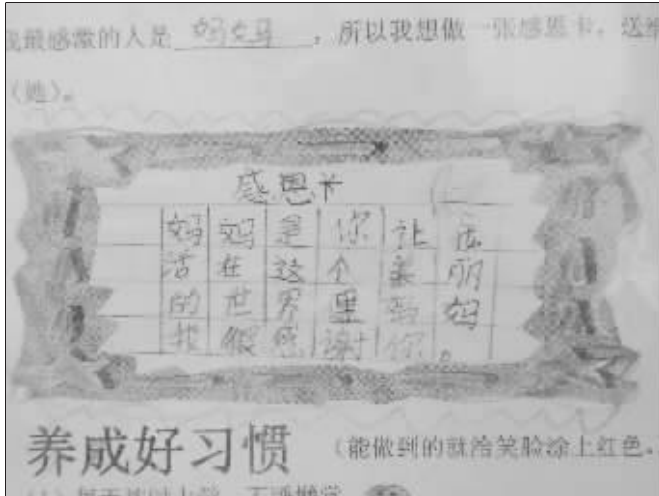 我最感激的人是 妈妈 ，所以我想做一张感恩卡，送给
（她）。
感恩卡
妈妈是你让
活在这个美丽
的世界里 妈
我很感谢你。
养成好习惯 （能做到的就给笑脸涂上红色。